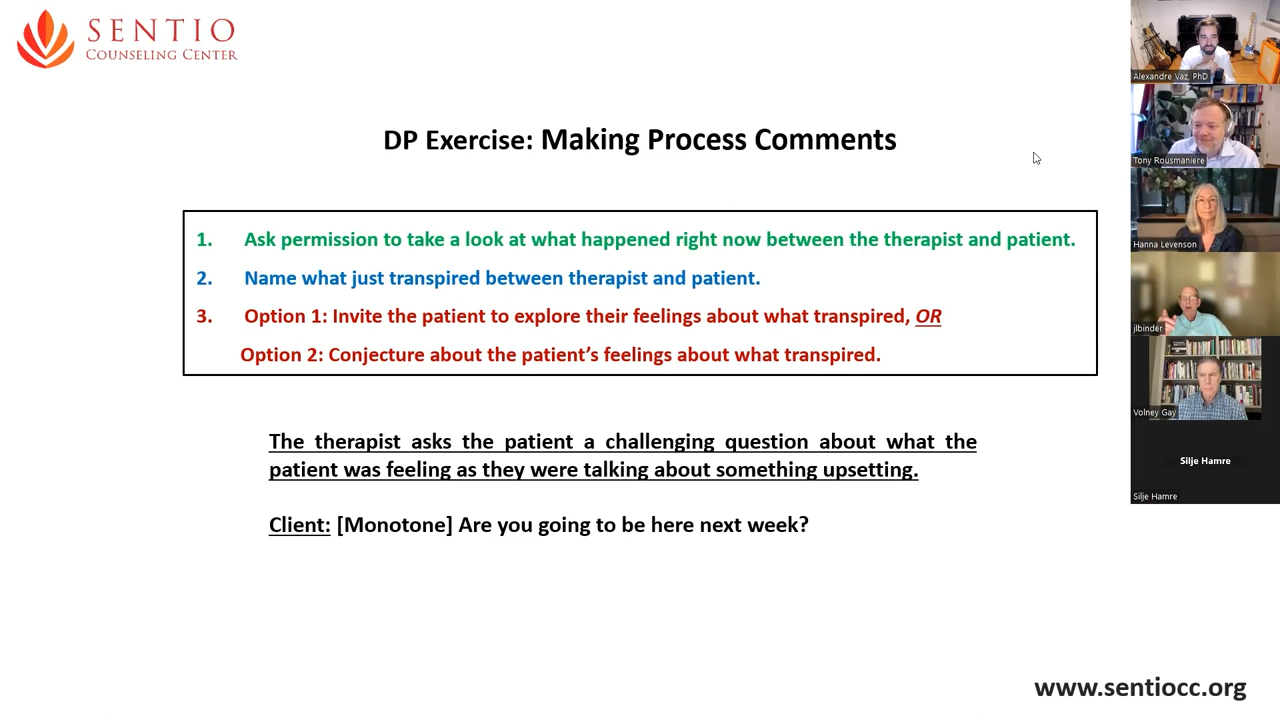 SENTIO
COUNSELING CENTER
DP Exercise: Making Process Comments
1. Ask permission to take a look at what happened right now between the therapist and patient.
2. Name what just transpired between therapist and patient.
3. Option 1: Invite the patient to explore their feelings about what transpired, OR
Option 2: Conjecture about the patient’s feelings about what transpired.
The therapist asks the patient a challenging question about what the
patient was feeling as they were talking about something upsetting.
Client: [Monotone] Are you going to be here next week?
www.sentiocc.org
Alexandre Vaz, PhD
Tony Rousmaniere
Hanna Levenson
jlbinder
Volney Gay
Silje Hamre
Silje Hamre